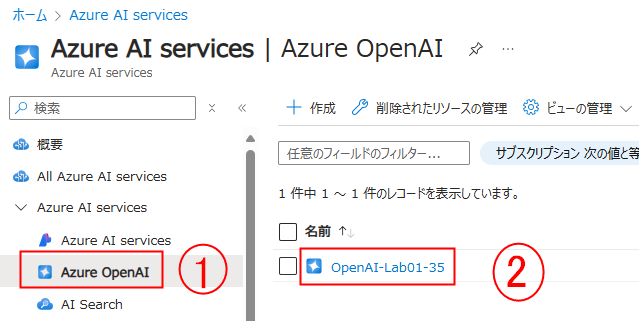 ホーム > Azure AI services
Azure AI services | Azure OpenAI
Azure AI services
検索
作成
削除されたリソースの管理
ビューの管理
概要
All Azure AI services
Azure AI services
Azure AI services
Azure OpenAI
AI Search
任意のフィールドのフィルター...
サブスクリプション 次の値と等
1 件中 1 ～ 1 件のレコードを表示しています。
名前
OpenAI-Lab01-35
1
2